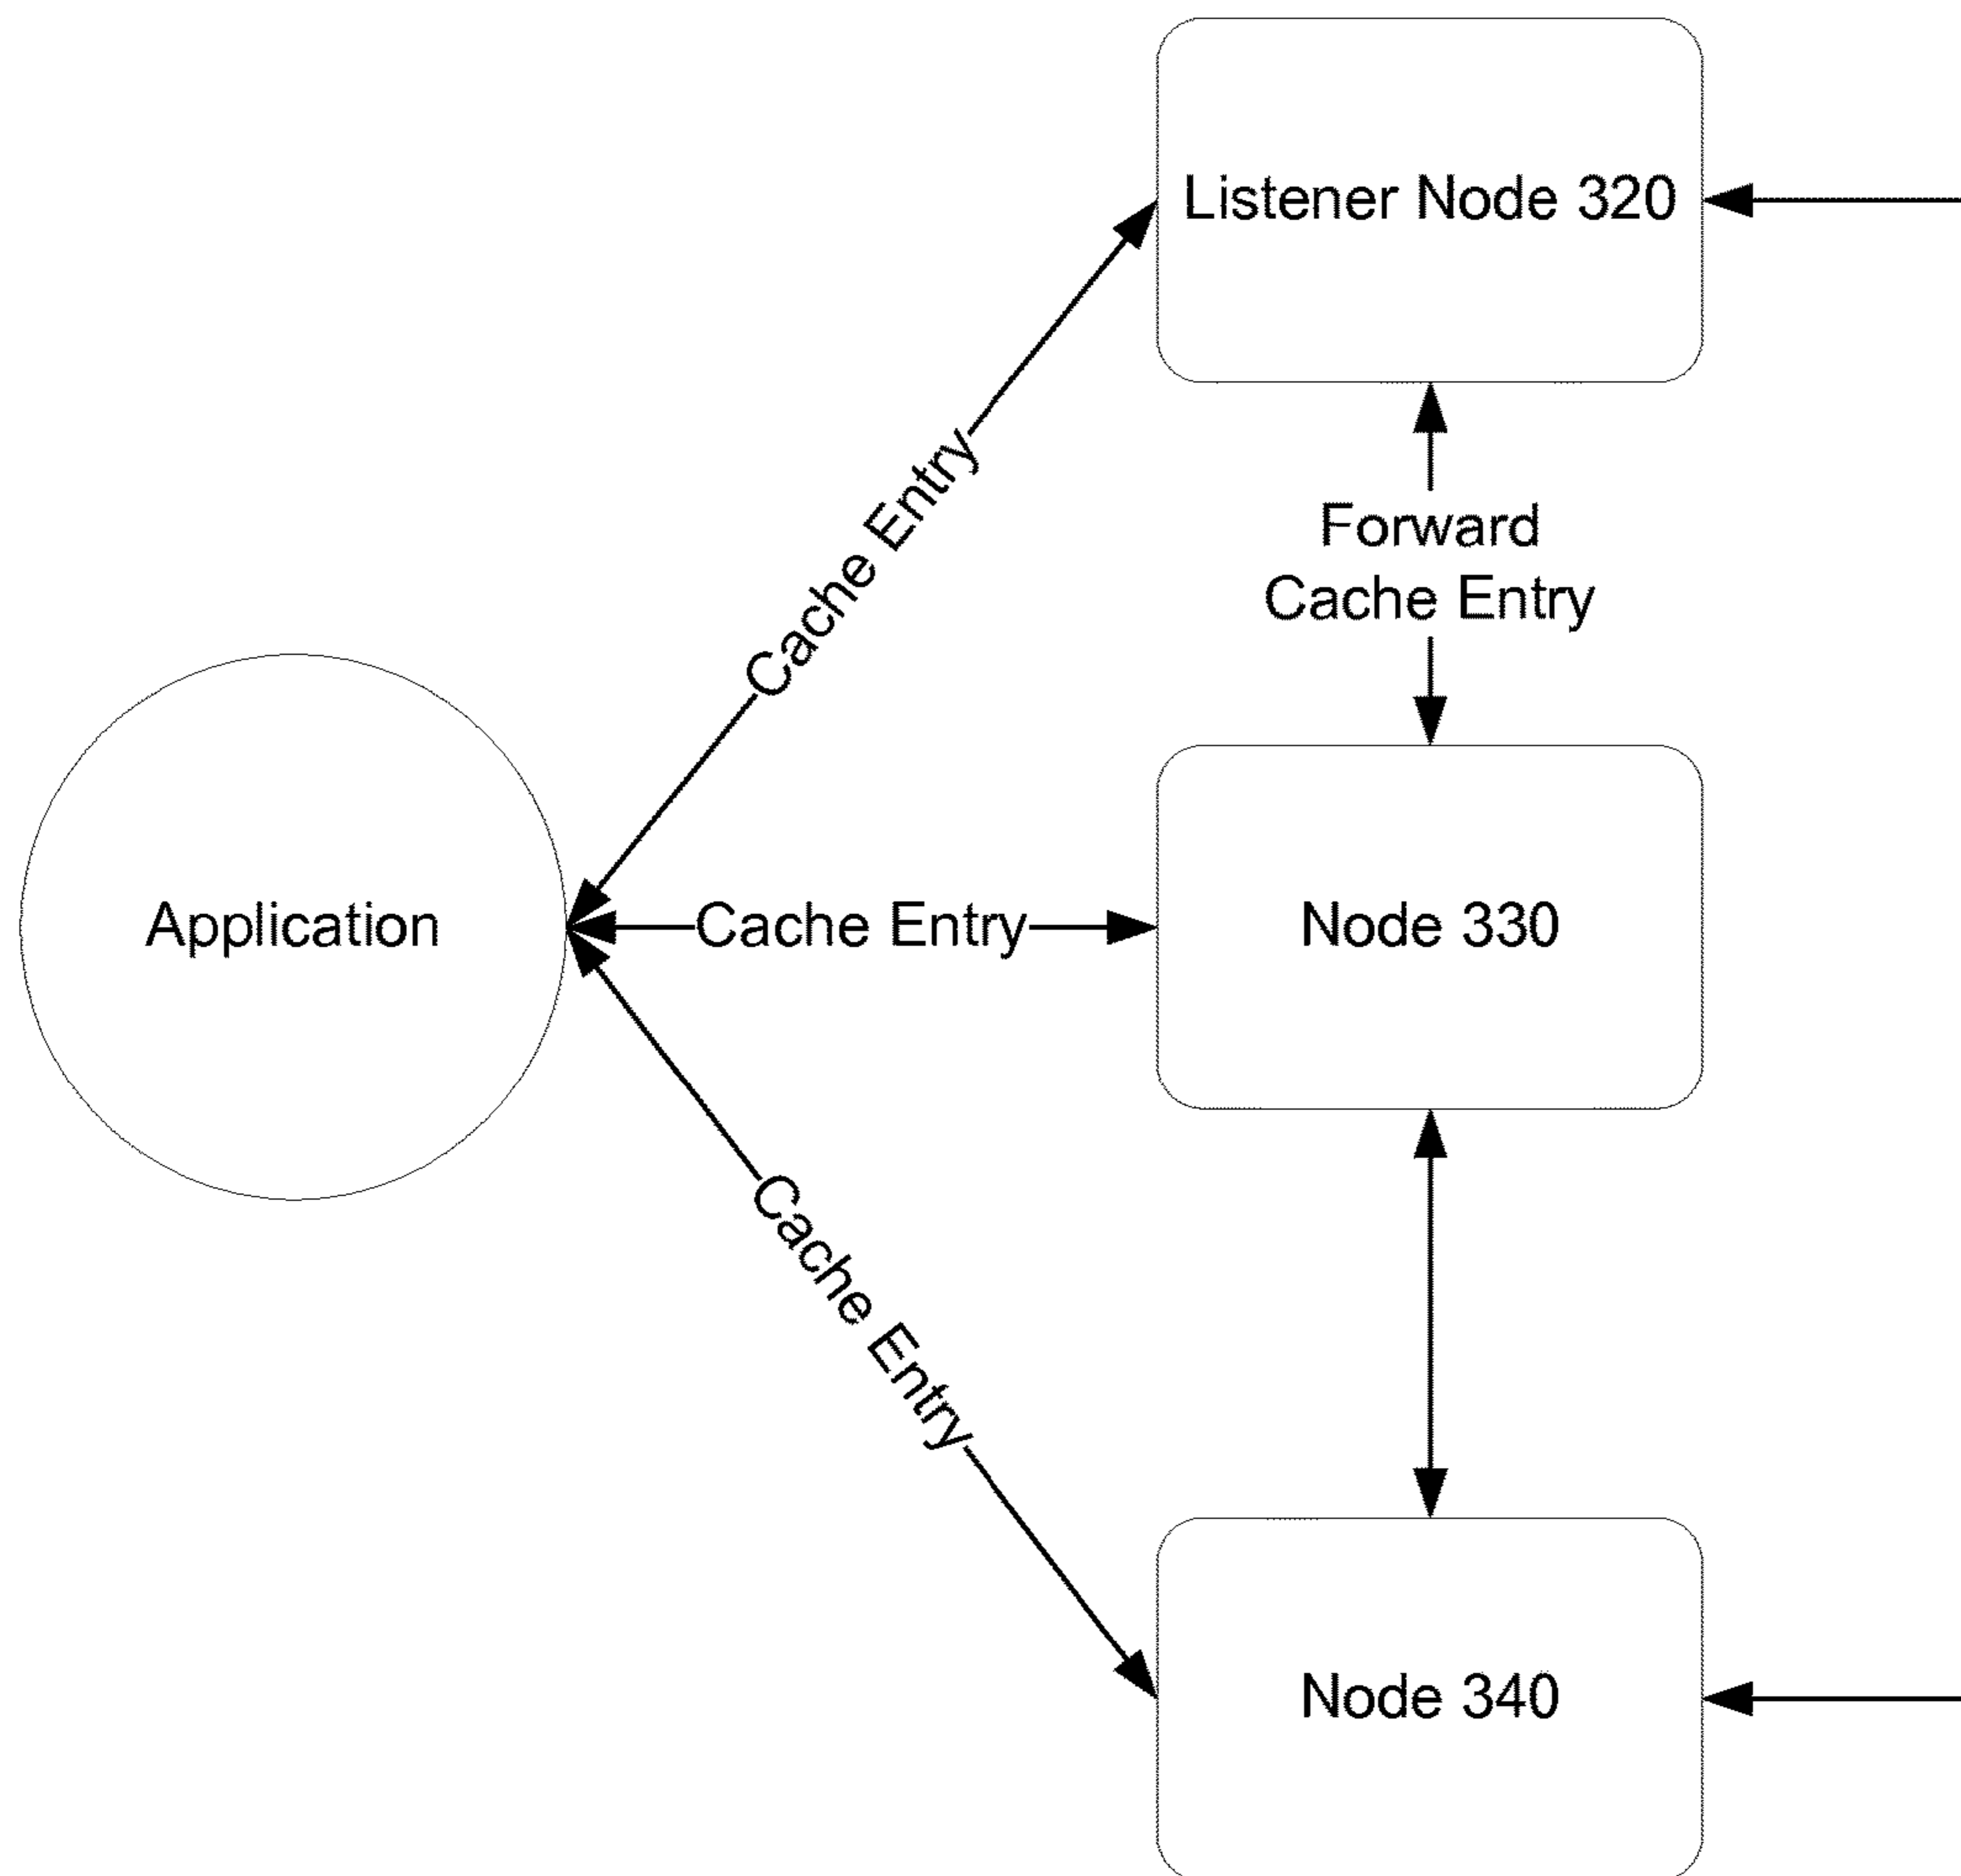 Listener Node 320
Cache Entry
Forward
Cache Entry
Application
Cache Entry
Node 330
Cache Entry
Node 340